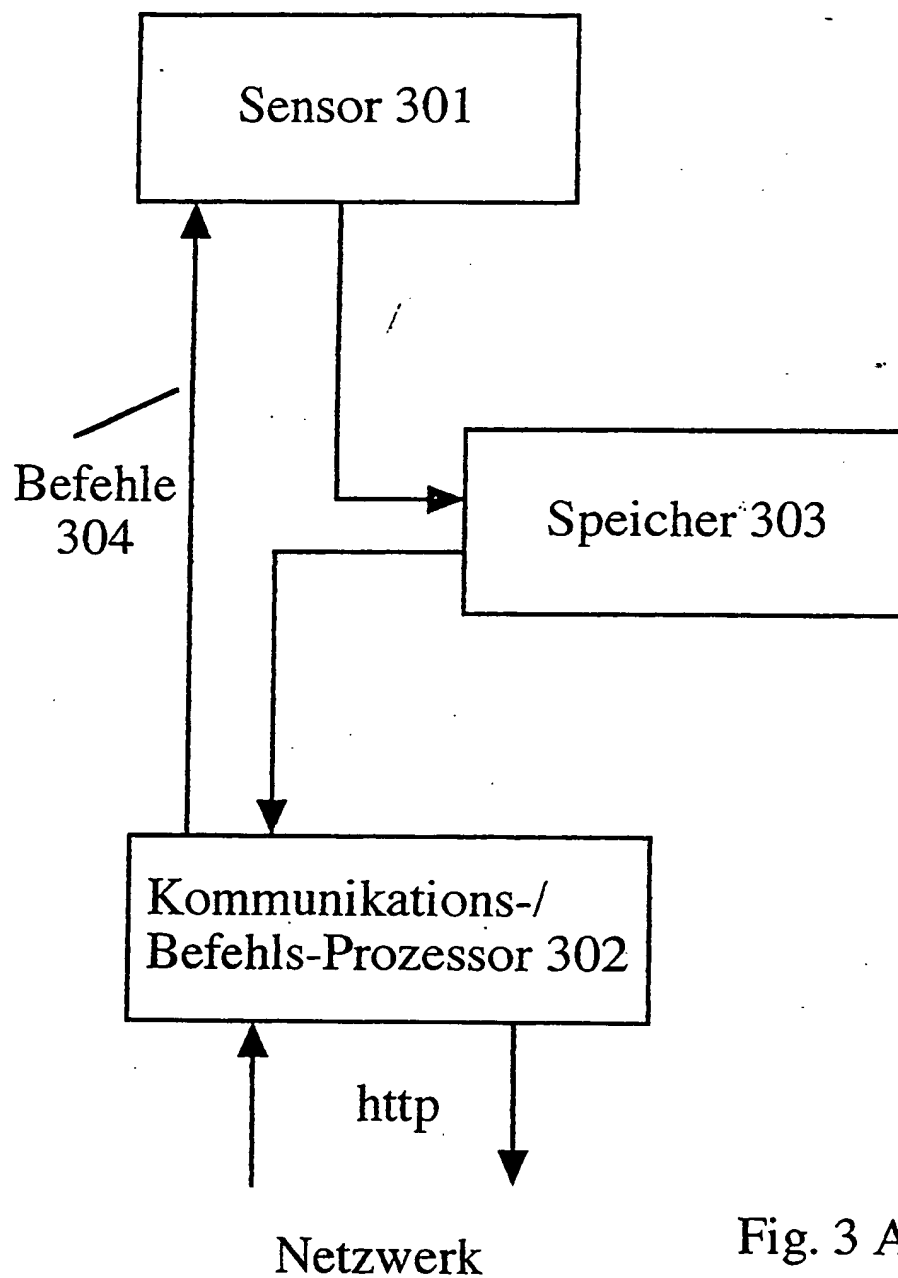 Sensor 301
Befehle
304
Speicher 303
Kommunikations-/
Befehls-Prozessor 302
http
Netzwerk
Fig. 3 A